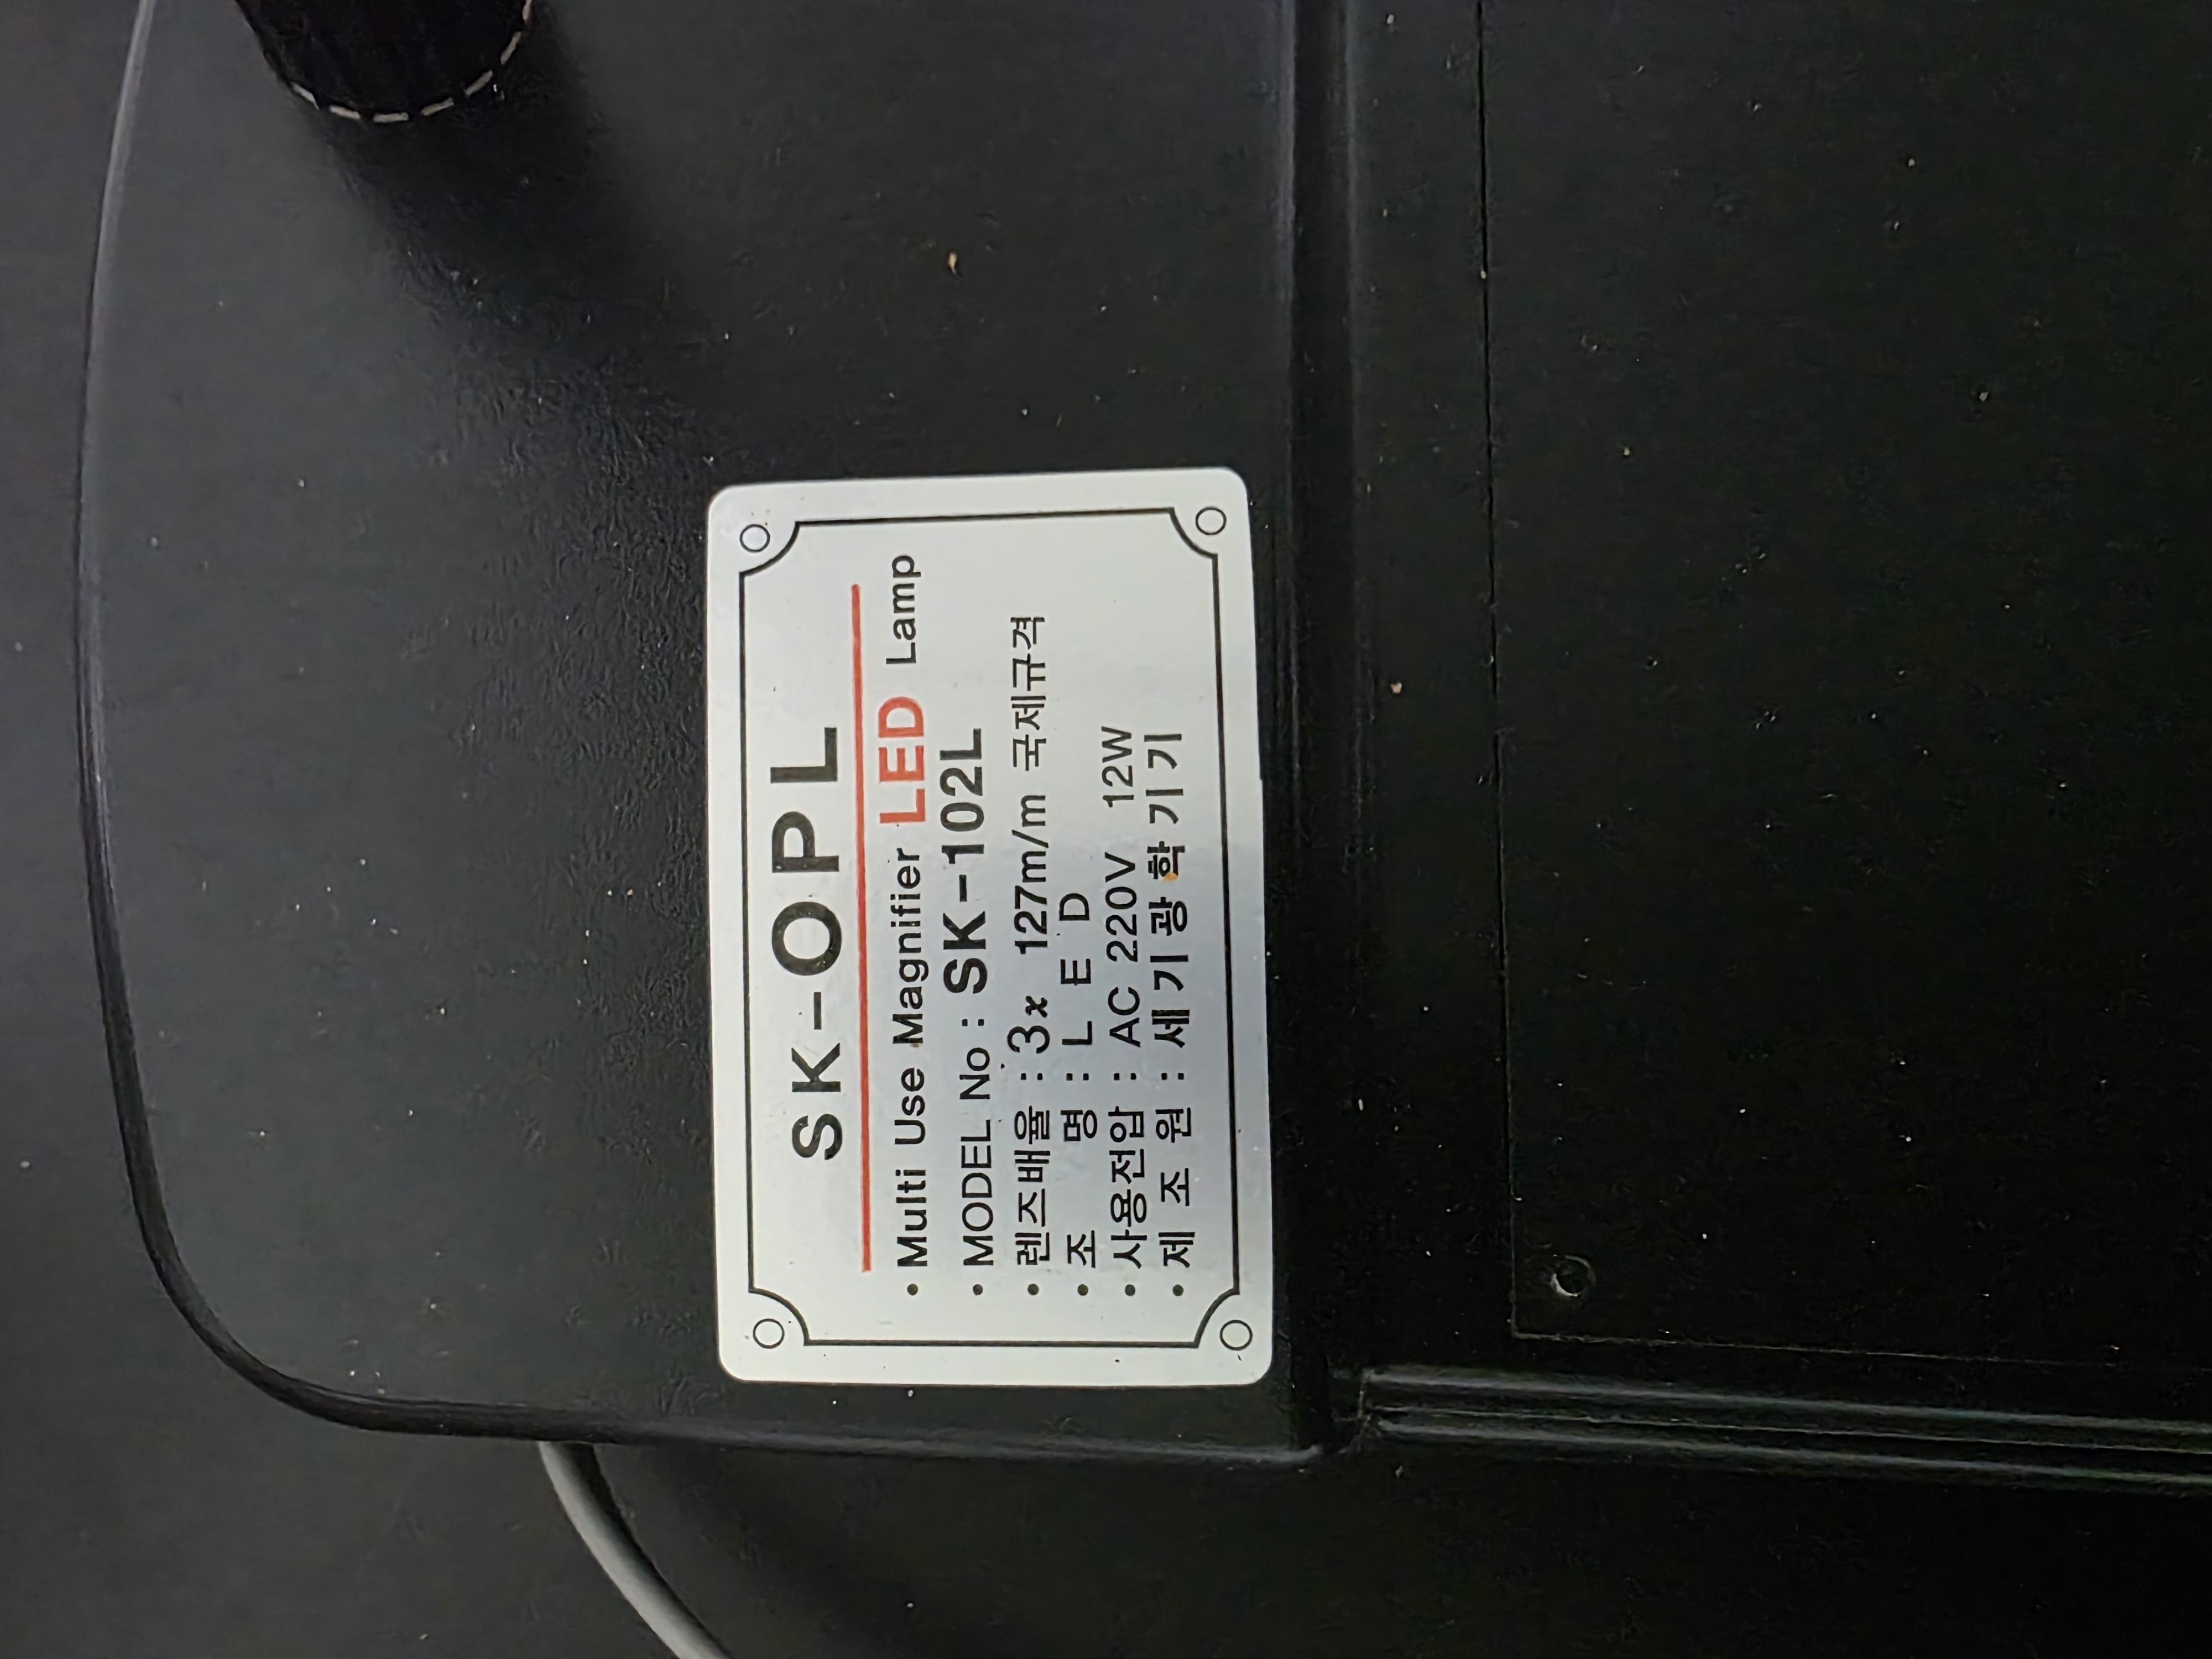 SK-OPL
• Multi Use Magnifier LED Lamp
• MODEL No : SK-102L
• 렌즈배율 : 3x 127m/m 국제규격
• 조 명 : L E D
• 사용전압 : AC 220V 12W
• 제 조 원 : 세 기 광 학 기 기